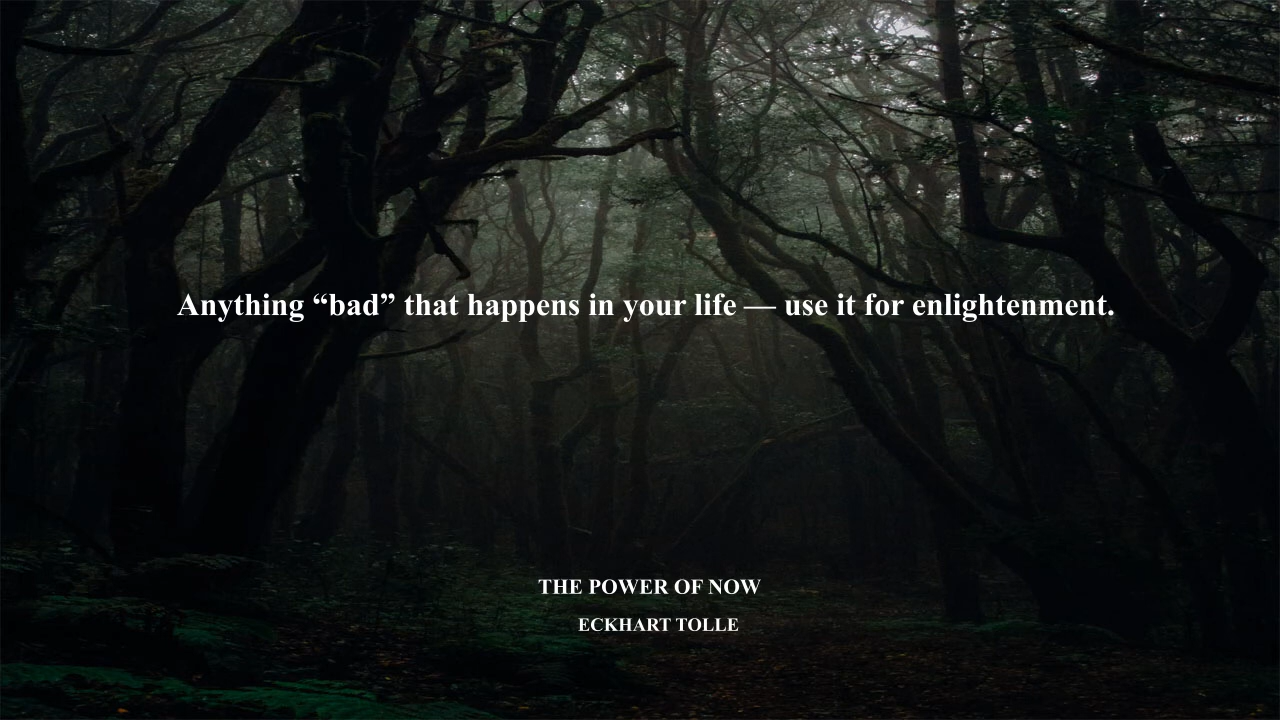 Anything “bad” that happens in your life — use it for enlightenment.
THE POWER OF NOW
ECKHART TOLLE